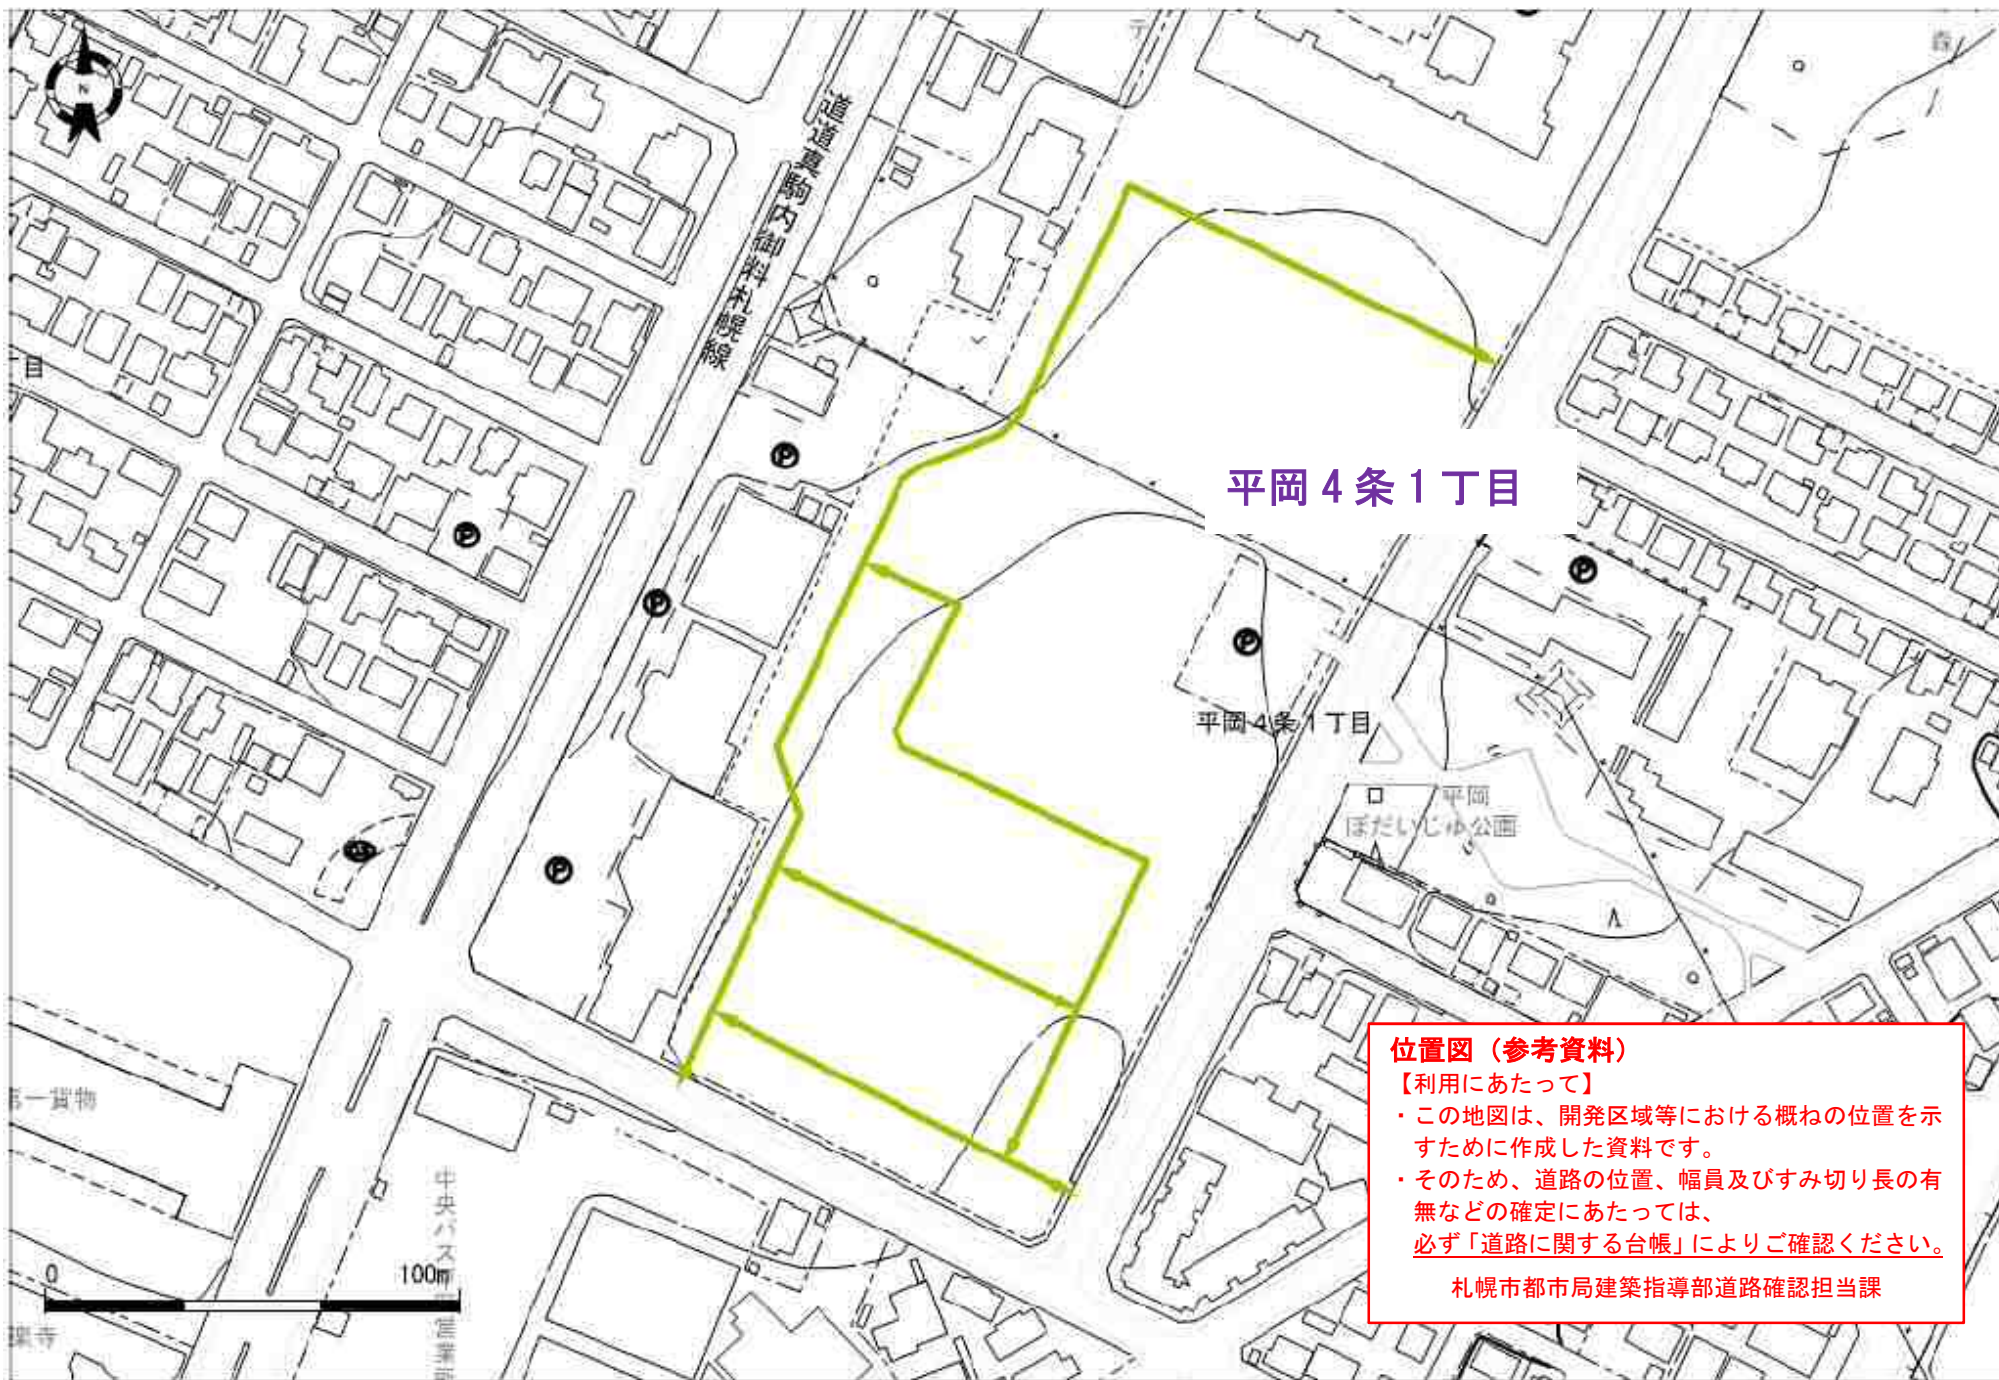 N
テ
森
道道真駒内御料札幌線
目
平岡4条1丁目
平岡4条1丁目
平岡
ぼだいじゅ公園
第一貨物
中央バス
営業
0
100m
位置図（参考資料）
【利用にあたって】
・この地図は、開発区域等における概ねの位置を示
すために作成した資料です。
・そのため、道路の位置、幅員及びすみ切り長の有
無などの確定にあたっては、
必ず「道路に関する台帳」によりご確認ください。
札幌市都市局建築指導部道路確認担当課